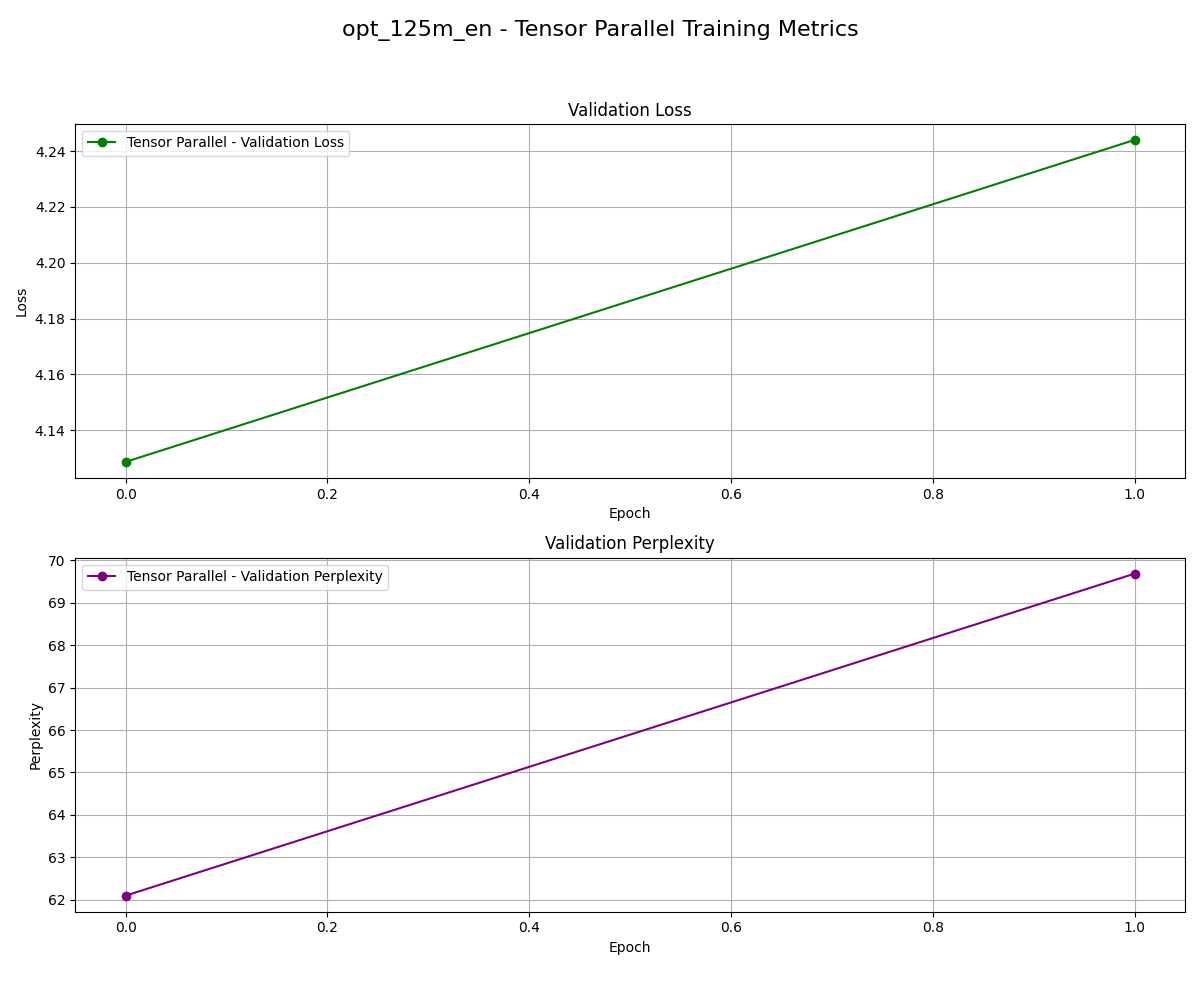 opt_125m_en - Tensor Parallel Training Metrics
Validation Loss
Tensor Parallel - Validation Loss
4.24
4.22
4.20
4.18
4.16
4.14
Loss
0.0 0.2 0.4 0.6 0.8 1.0
Epoch
Validation Perplexity
Tensor Parallel - Validation Perplexity
70
69
68
67
66
65
64
63
62
Perplexity
0.0 0.2 0.4 0.6 0.8 1.0
Epoch